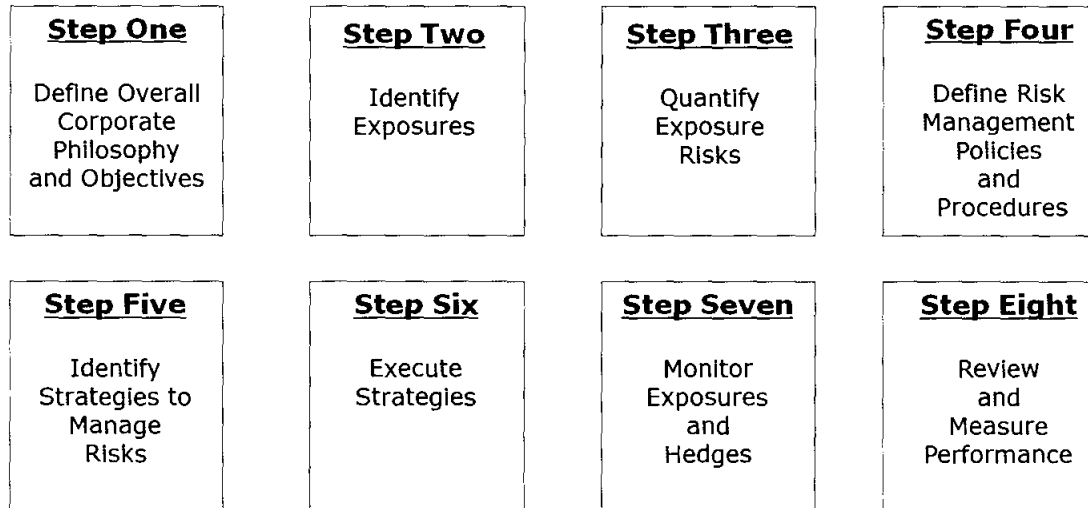 Step One
Define Overall
Corporate
Philosophy
and Objectives
Step Two
Identify
Exposures
Step Three
Quantify
Exposure
Risks
Step Four
Define Risk
Management
Policies
and
Procedures
Step Five
Identify
Strategies to
Manage
Risks
Step Six
Execute
Strategies
Step Seven
Monitor
Exposures
and
Hedges
Step Eight
Review
and
Measure
Performance